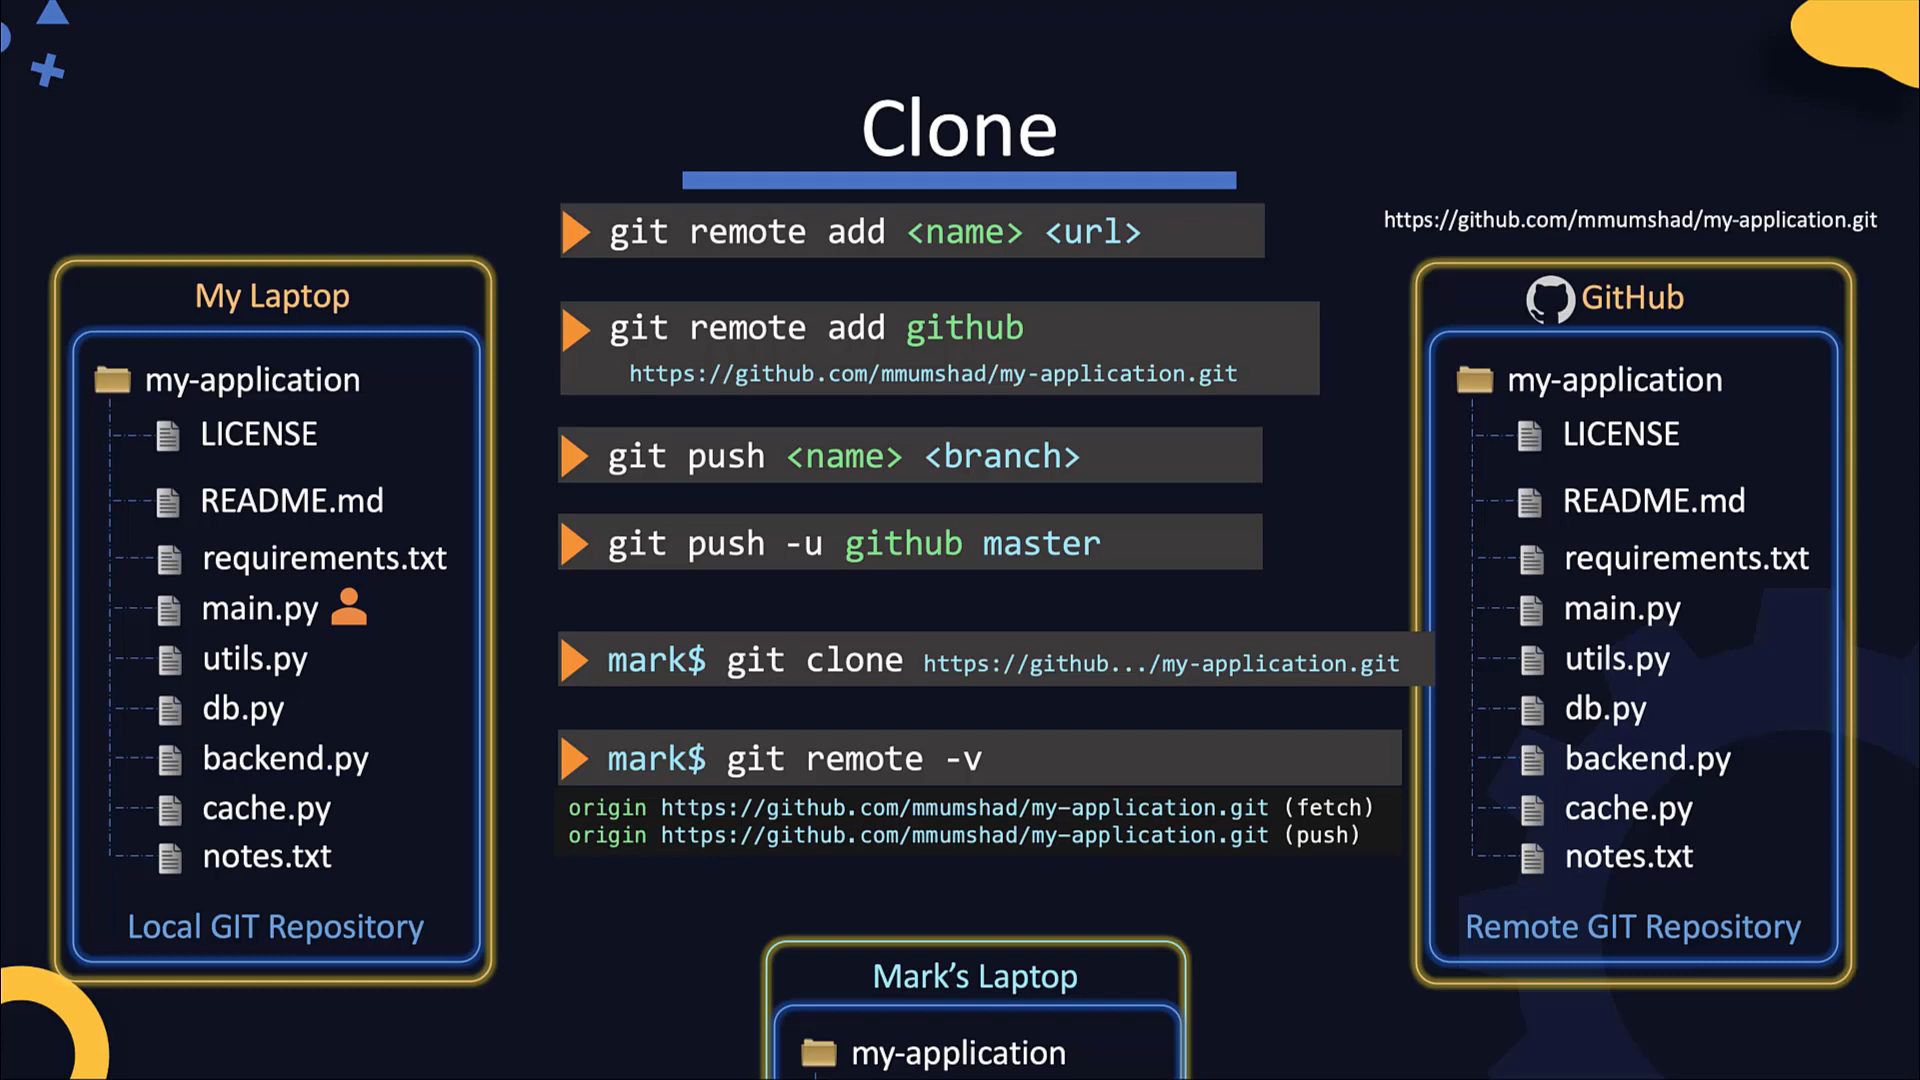 Clone
git remote add <name> <url>
https://github.com/mmumshad/my-application.git
My Laptop
my-application
LICENSE
README.md
requirements.txt
main.py
utils.py
db.py
backend.py
cache.py
notes.txt
Local GIT Repository
git remote add github
https://github.com/mmumshad/my-application.git
git push <name> <branch>
git push -u github master
mark$ git clone https://github.../my-application.git
mark$ git remote -v
origin https://github.com/mmumshad/my-application.git (fetch)
origin https://github.com/mmumshad/my-application.git (push)
GitHub
my-application
LICENSE
README.md
requirements.txt
main.py
utils.py
db.py
backend.py
cache.py
notes.txt
Remote GIT Repository
Mark’s Laptop
my-application